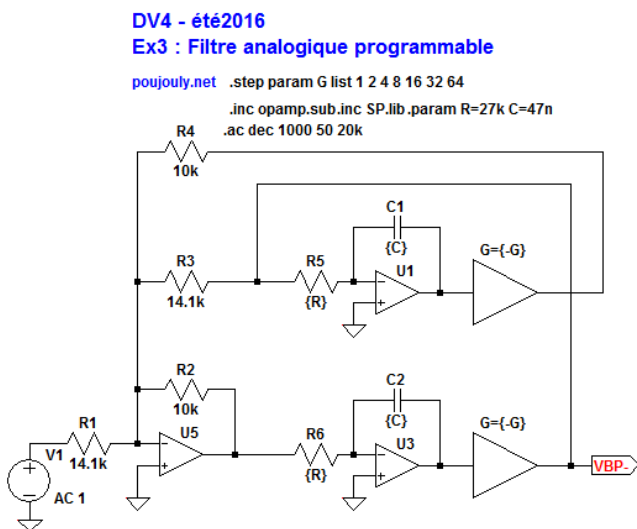 DV4 - été2016
Ex3 : Filtre analogique programmable
poujouly.net .step param G list 1 2 4 8 16 32 64
.inc opamp.sub.inc SP.lib.param R=27k C=47n
.ac dec 1000 50 20k
R4
10k
C1
{C}
G={-G}
R3
14.1k
R5
{R}
U1
R2
10k
C2
{C}
G={-G}
R1
14.1k
U5
R6
{R}
U3
V1
AC 1
VBP-